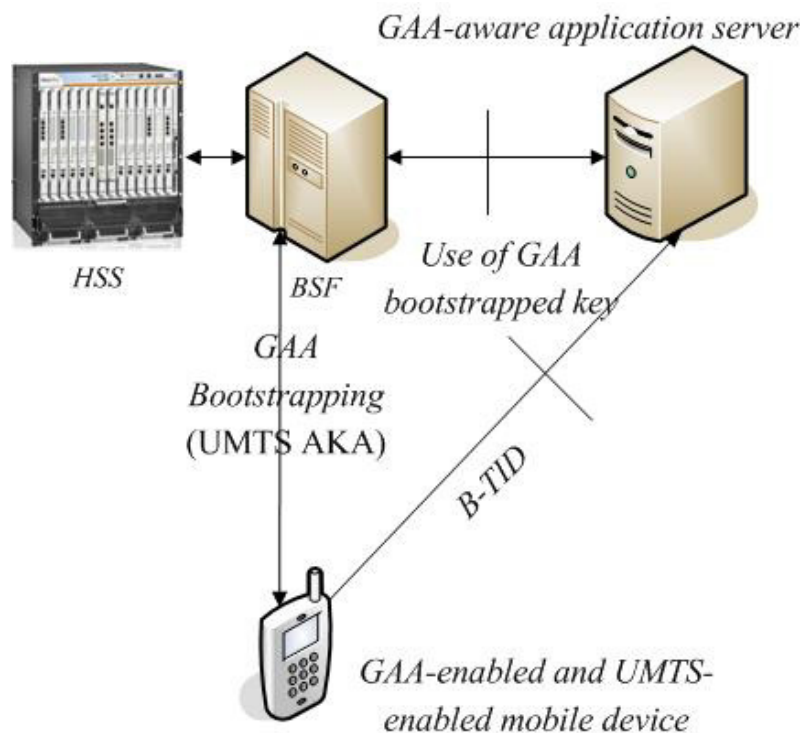 GAA-aware application server
HSS
BSF
Use of GAA
bootstrapped key
GAA
Bootstrapping
(UMTS AKA)
B-TID
GAA-enabled and UMTS-
enabled mobile device